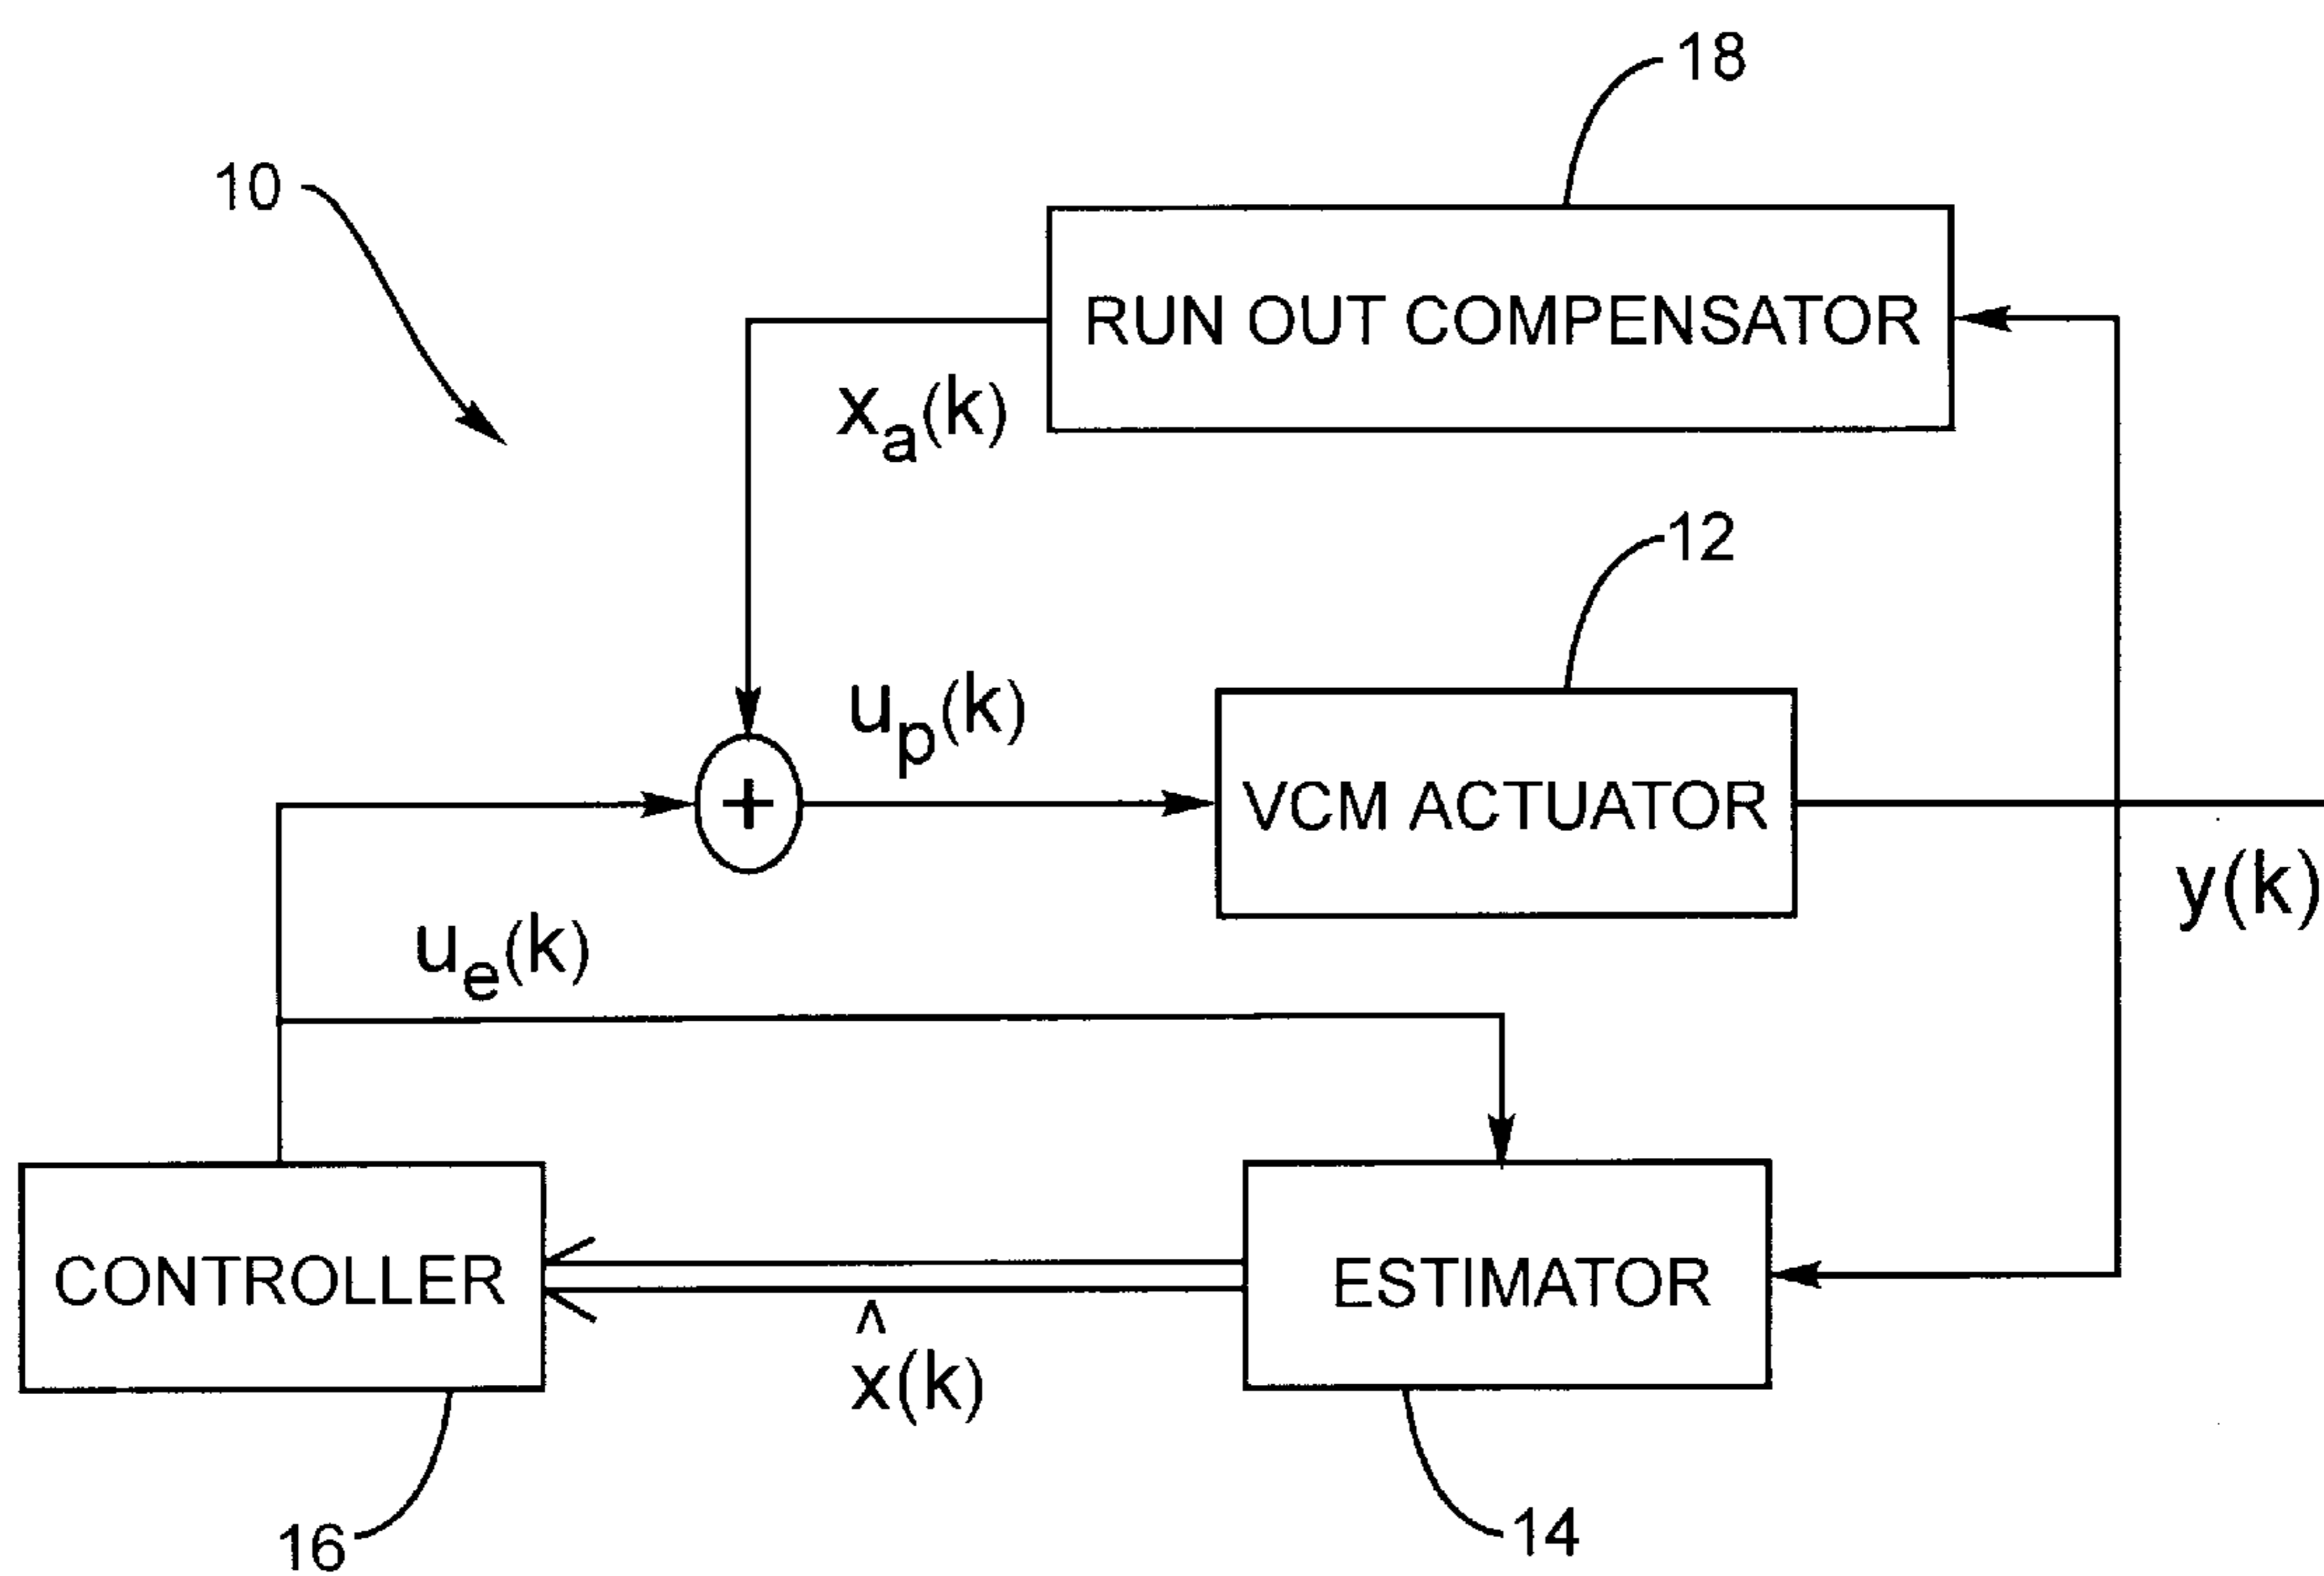 18
10
RUN OUT COMPENSATOR
xₐ(k)
12
uₚ(k)
+
VCM ACTUATOR
y(k)
uₑ(k)
CONTROLLER
ESTIMATOR
x̂(k)
16
14